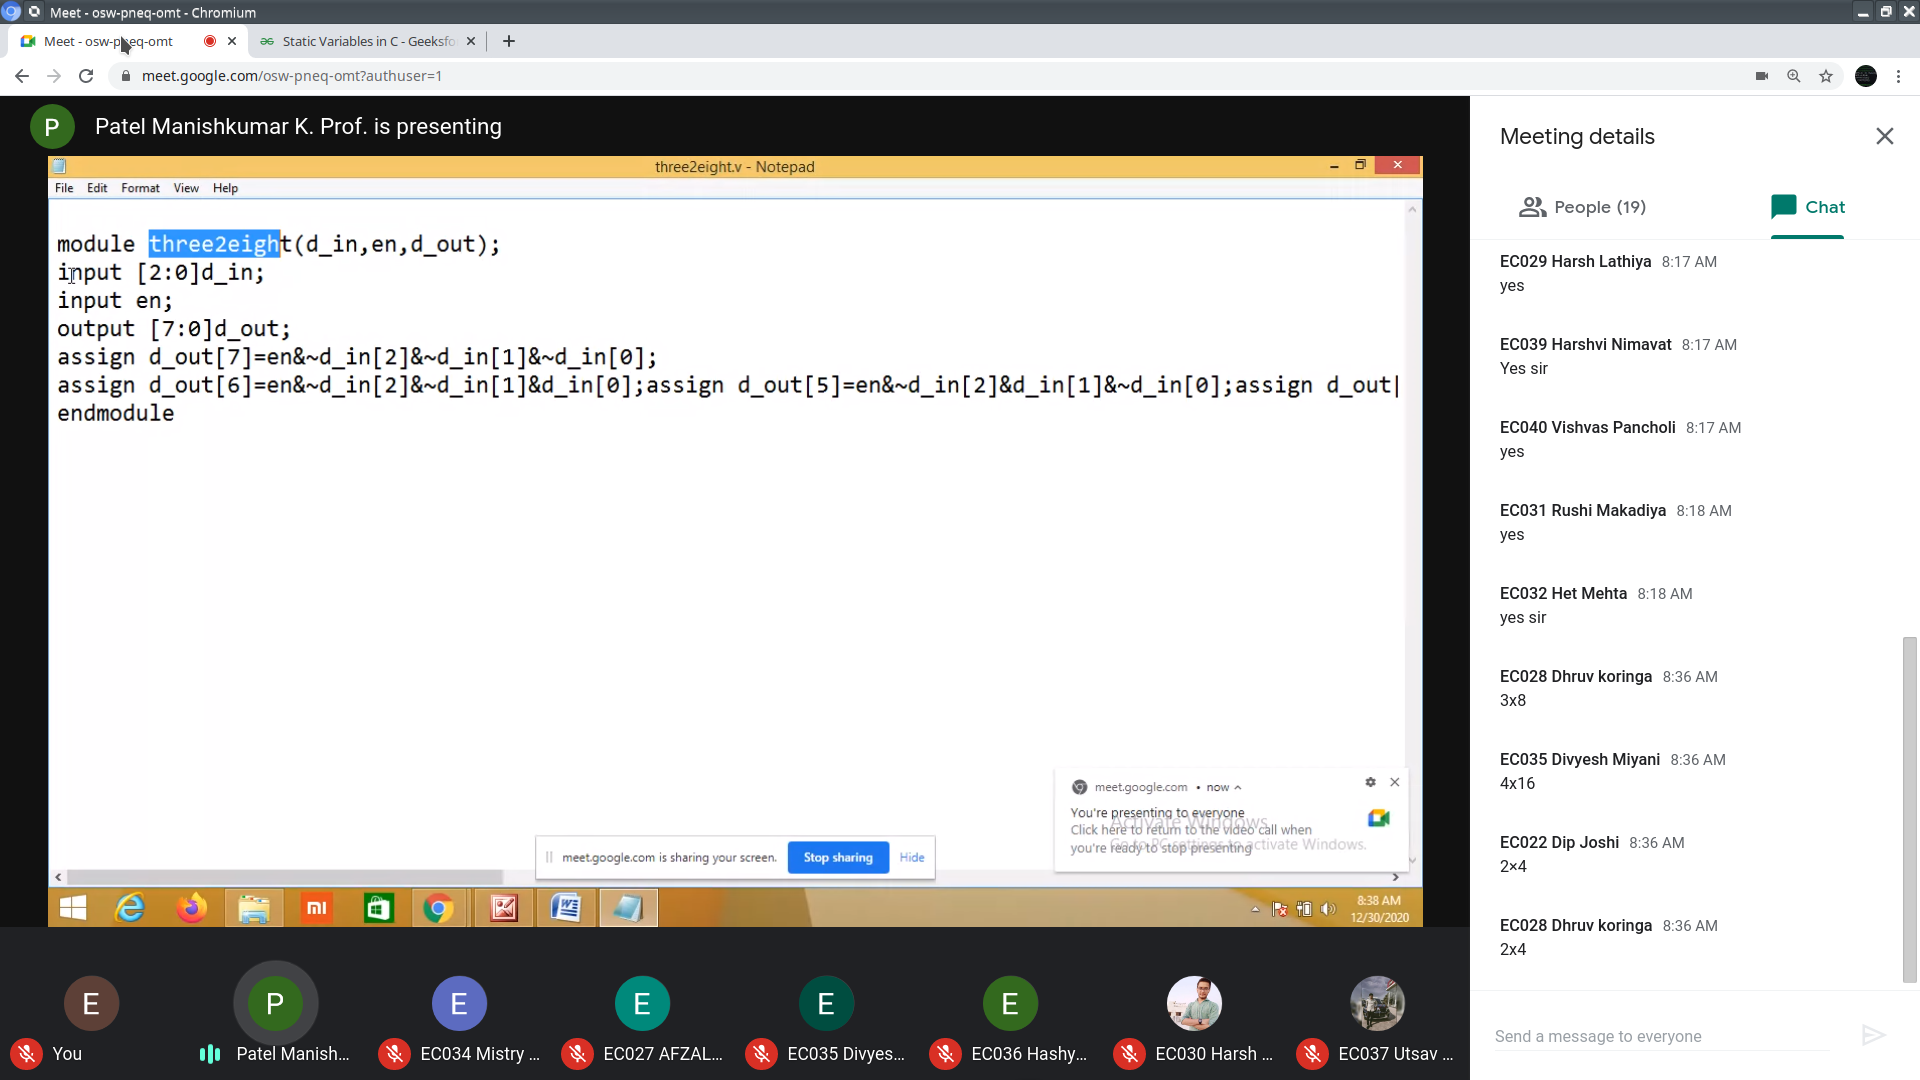 Meet - osw-pneq-omt - Chromium
Meet - osw-pneq-omt
Static Variables in C - Geeksfo
meet.google.com/osw-pneq-omt?authuser=1
P
Patel Manishkumar K. Prof. is presenting
three2eight.v - Notepad
File Edit Format View Help
module three2eight(d_in,en,d_out);
input [2:0]d_in;
input en;
output [7:0]d_out;
assign d_out[7]=en&~d_in[2]&~d_in[1]&~d_in[0];
assign d_out[6]=en&~d_in[2]&~d_in[1]&d_in[0];assign d_out[5]=en&~d_in[2]&d_in[1]&~d_in[0];assign d_out[
endmodule
meet.google.com • now
You're presenting to everyone
Click here to return to the video call when
you're ready to stop presenting
Activate Windows
Go to PC settings to activate Windows.
meet.google.com is sharing your screen.
Stop sharing
Hide
mi
8:38 AM
12/30/2020
Meeting details
People (19)
Chat
EC029 Harsh Lathiya 8:17 AM
yes
EC039 Harshvi Nimavat 8:17 AM
Yes sir
EC040 Vishvas Pancholi 8:17 AM
yes
EC031 Rushi Makadiya 8:18 AM
yes
EC032 Het Mehta 8:18 AM
yes sir
EC028 Dhruv koringa 8:36 AM
3x8
EC035 Divyesh Miyani 8:36 AM
4x16
EC022 Dip Joshi 8:36 AM
2×4
EC028 Dhruv koringa 8:36 AM
2x4
Send a message to everyone
E P E E E E
You
Patel Manish...
EC034 Mistry ...
EC027 AFZAL...
EC035 Divyes...
EC036 Hashy...
EC030 Harsh ...
EC037 Utsav ...